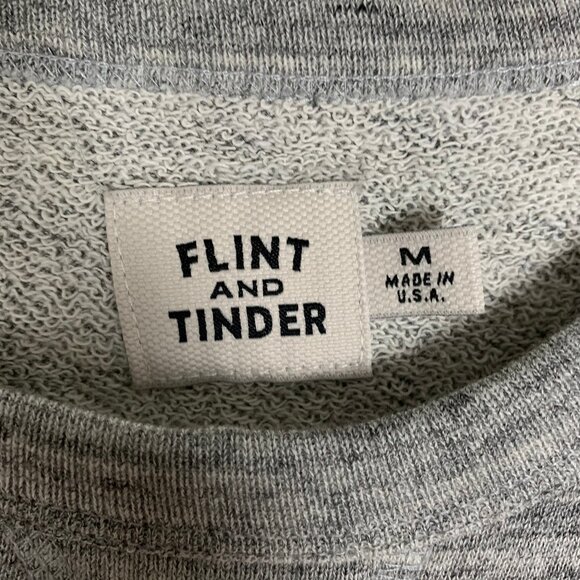 FLINT
AND
TINDER
M
MADE IN
U.S.A.